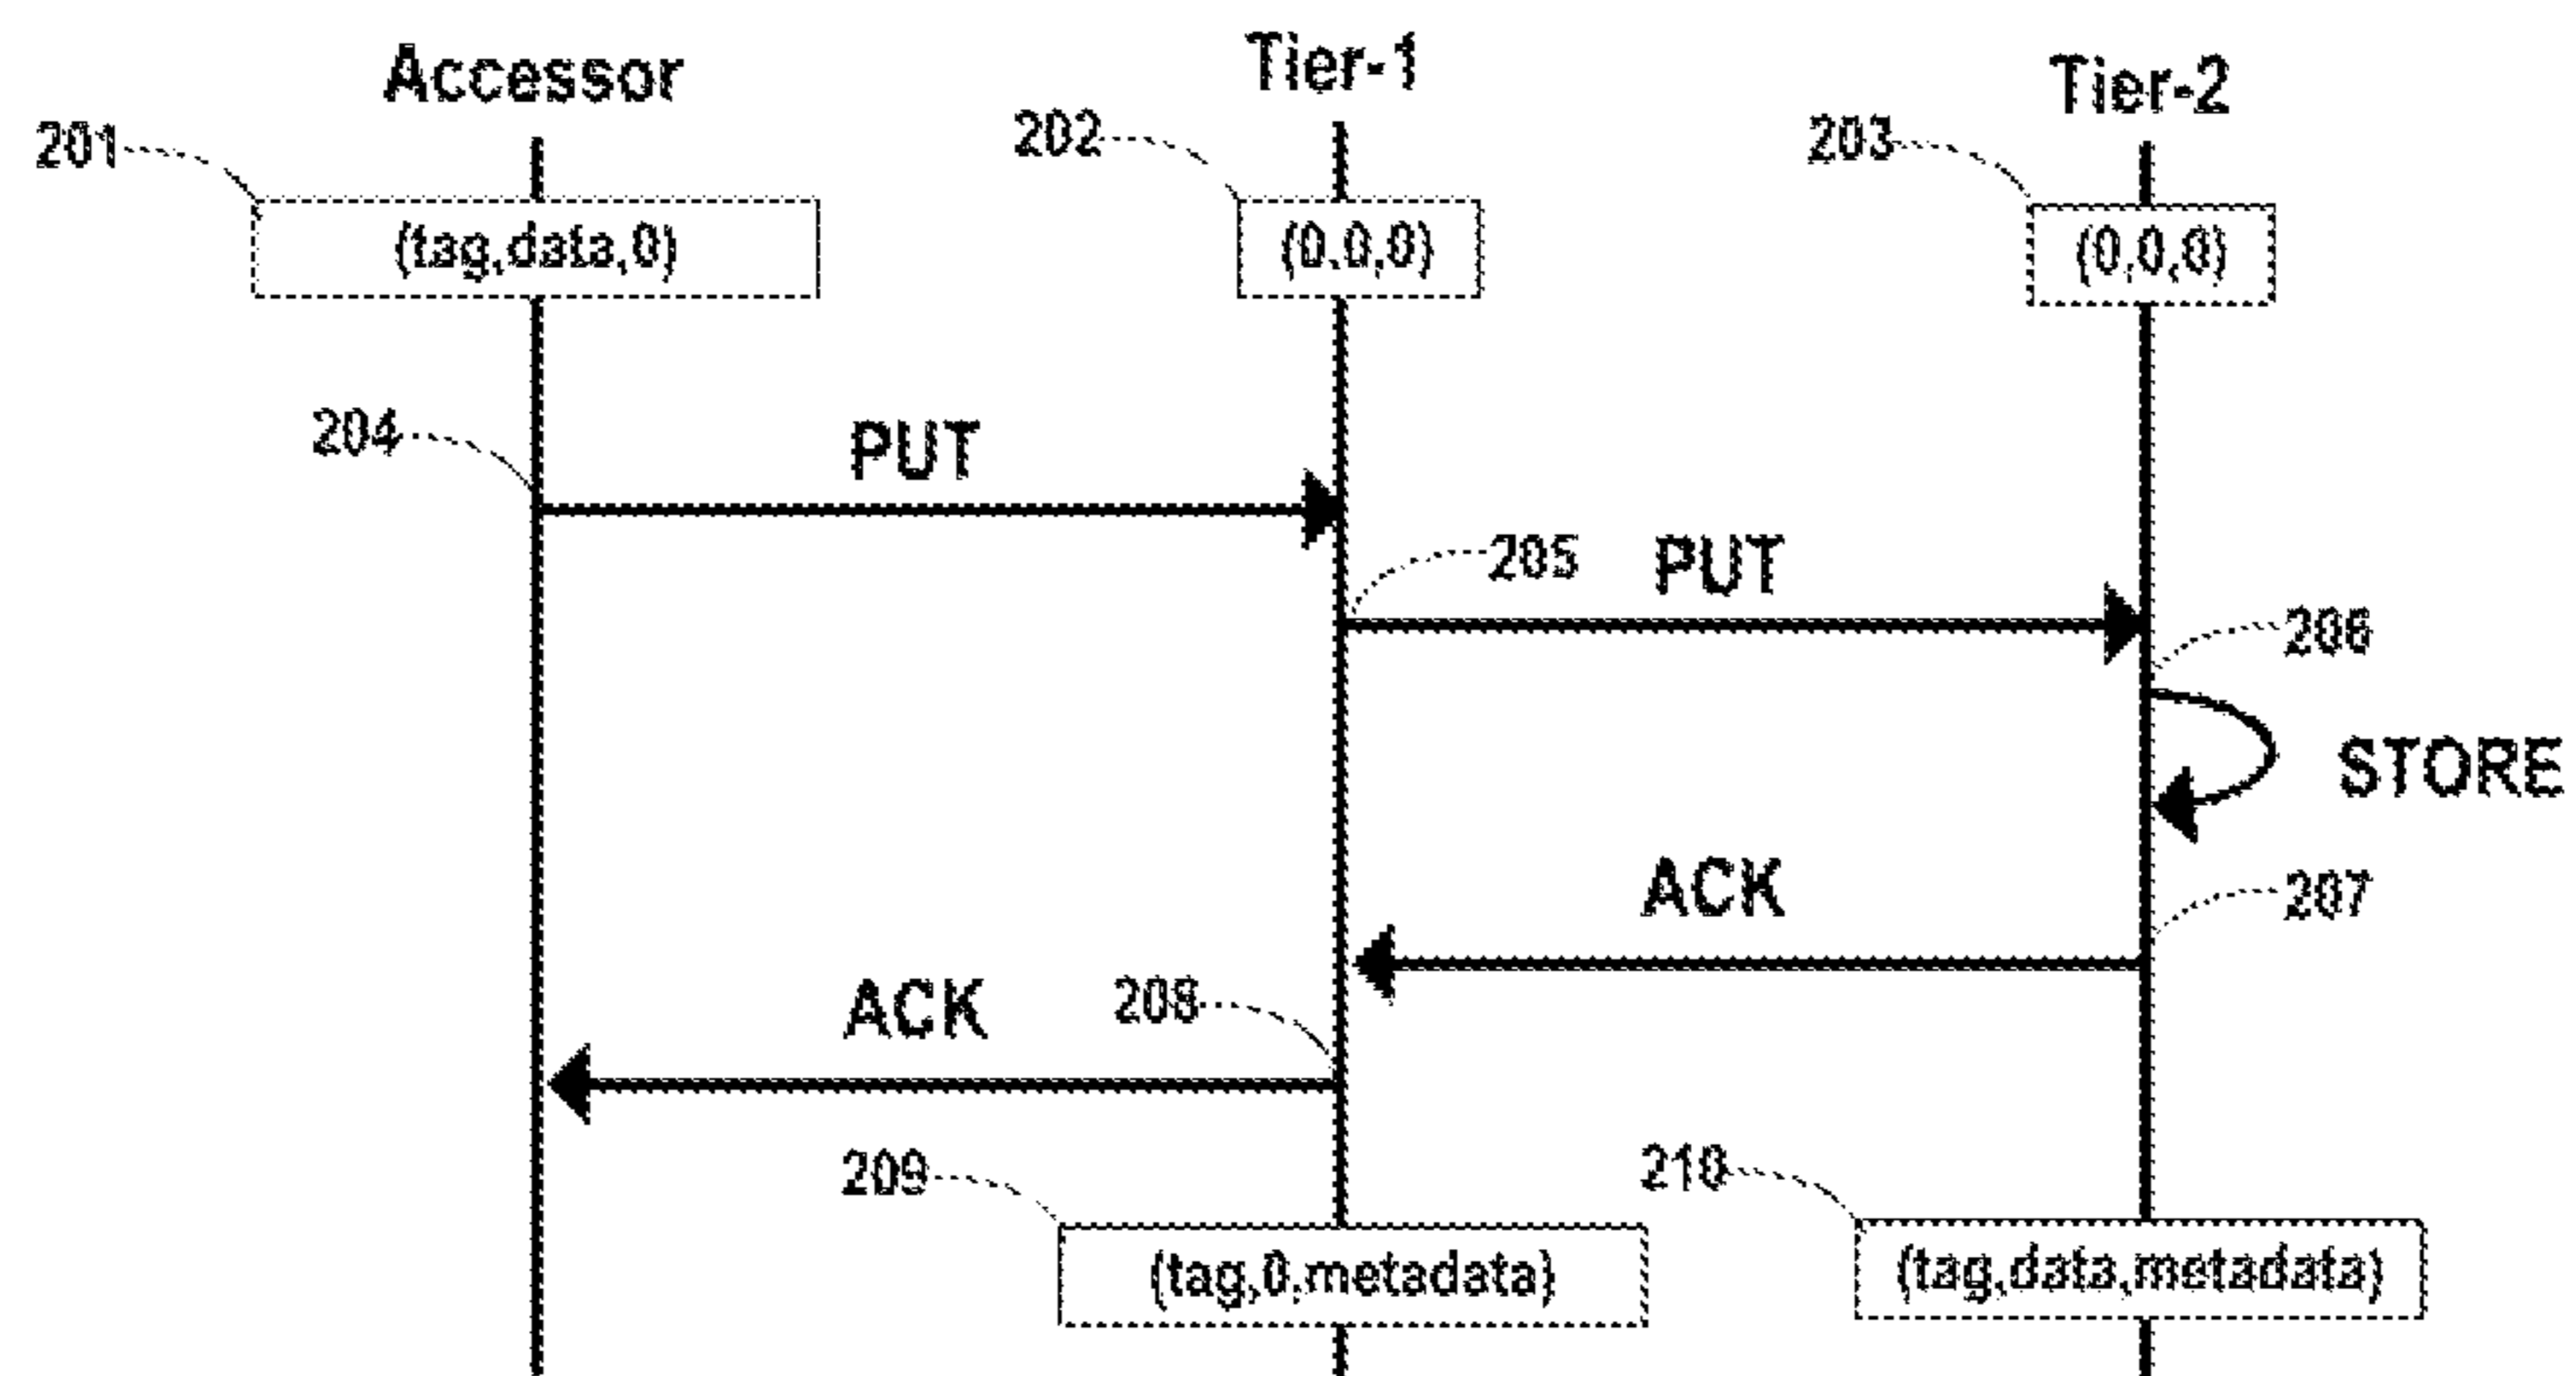 Accessor
Tier-1
Tier-2
201
202
203
(tag,data,0)
(0,0,0)
(0,0,0)
204
PUT
205
PUT
206
STORE
ACK
207
ACK
208
209
210
(tag,0,metadata)
(tag,data,metadata)